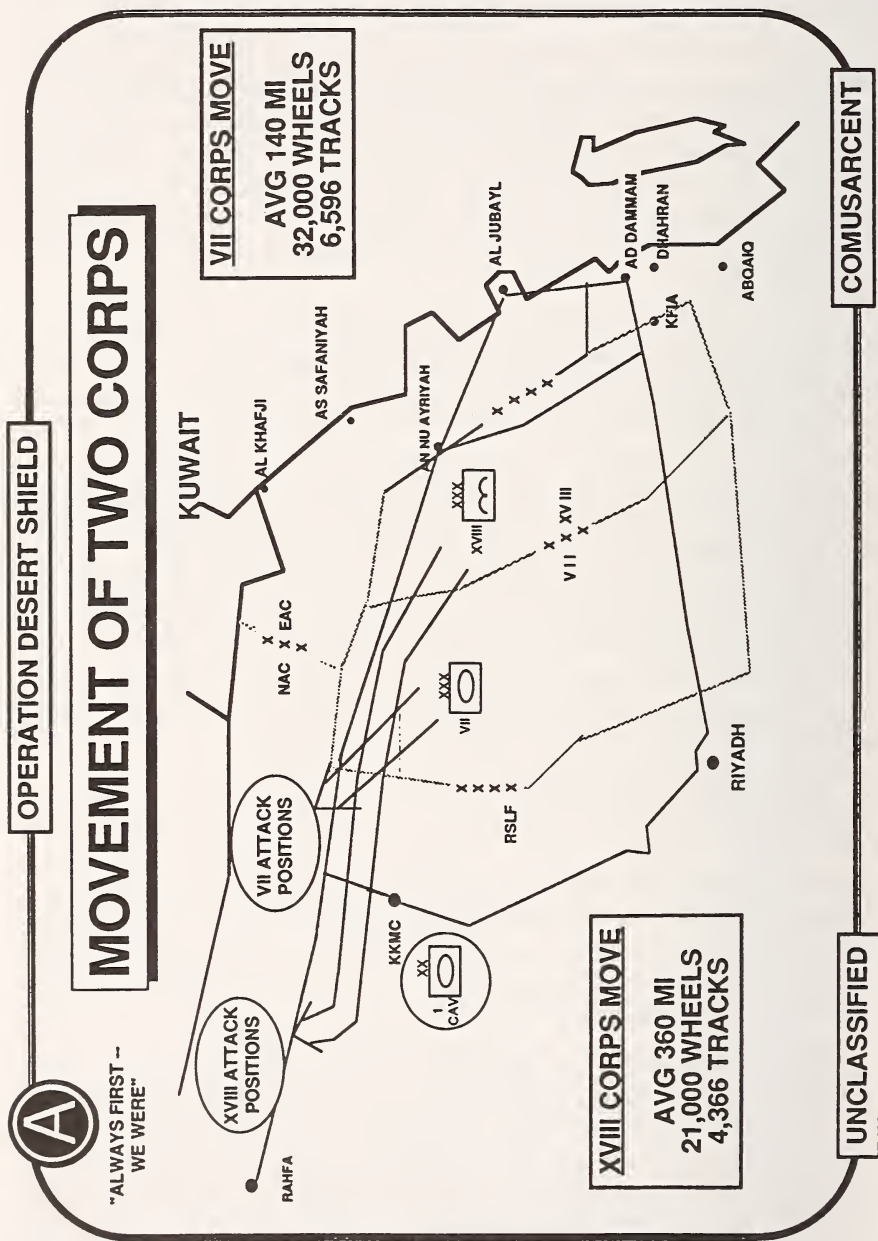 OPERATION DESERT SHIELD
A
"ALWAYS FIRST --
WE WERE"
MOVEMENT OF TWO CORPS
KUWAIT
VII CORPS MOVE
AVG 140 MI
32,000 WHEELS
6,596 TRACKS
AL KHAFJI
AS SAFANIYAH
AL JUBAYL
AD DAMMAM
DHAHRAN
ABQAIQ
KFIA
N NU AYRIYAH
X
X
X
X
NAC X EAC
X
X
XVIII ATTACK
POSITIONS
VII ATTACK
POSITIONS
RAHFA
KKMC
XX
1
CAV
XXX
VII
XXX
XVIII
X
VII X XVIII
X
X
X
X
X
RSLF
RIYADH
XVIII CORPS MOVE
AVG 360 MI
21,000 WHEELS
4,366 TRACKS
UNCLASSIFIED
COMUSARCENT